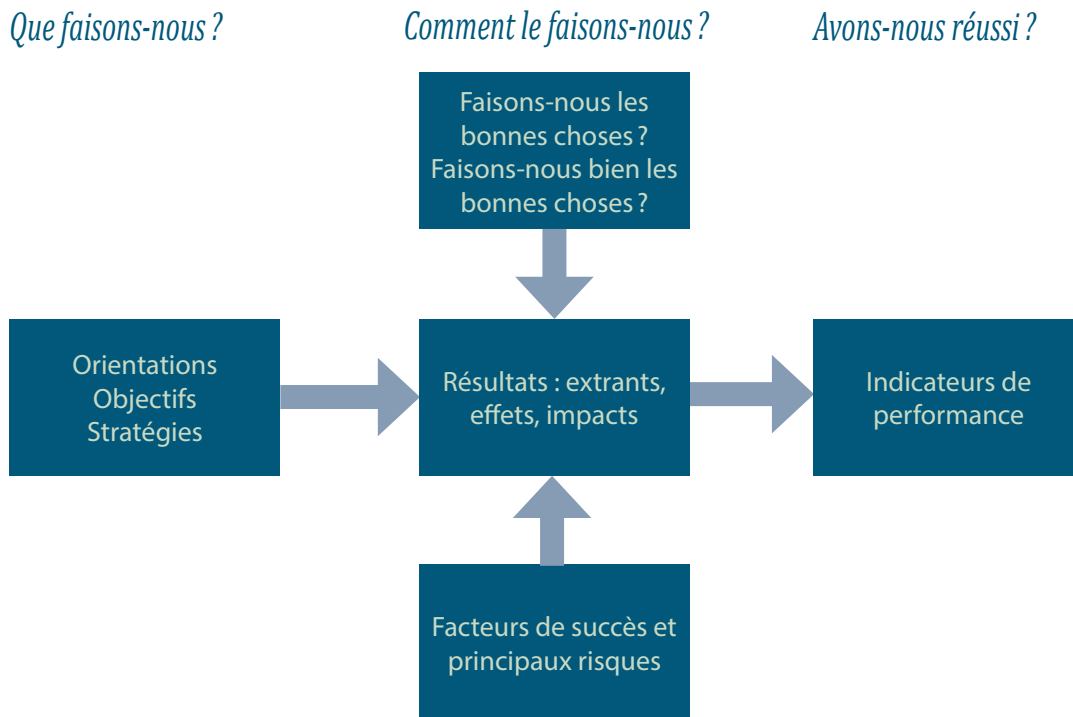 Que faisons-nous ?
Comment le faisons-nous ?
Avons-nous réussi ?
Faisons-nous les
bonnes choses ?
Faisons-nous bien les
bonnes choses ?
Orientations
Objectifs
Stratégies
Résultats : extrants,
effets, impacts
Indicateurs de
performance
Facteurs de succès et
principaux risques